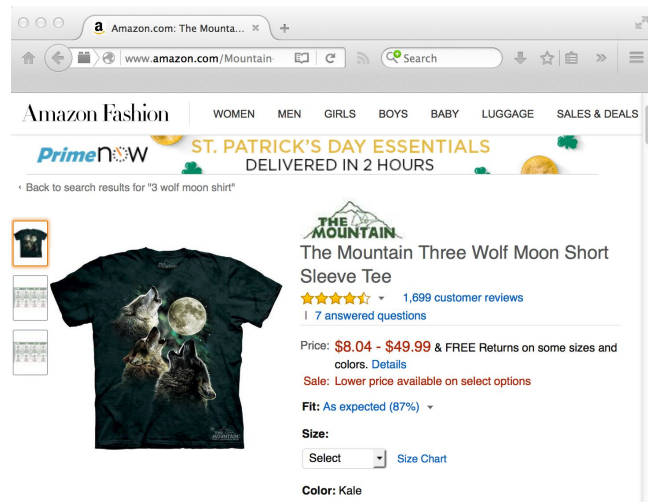 a Amazon.com: The Mounta... × +
www.amazon.com/Mountain- Search
Amazon Fashion WOMEN MEN GIRLS BOYS BABY LUGGAGE SALES & DEALS
PrimeNOW ST. PATRICK'S DAY ESSENTIALS
DELIVERED IN 2 HOURS
‹ Back to search results for "3 wolf moon shirt"
THE
MOUNTAIN
The Mountain Three Wolf Moon Short
Sleeve Tee
1,699 customer reviews
| 7 answered questions
Price: $8.04 - $49.99 & FREE Returns on some sizes and
colors. Details
Sale: Lower price available on select options
Fit: As expected (87%)
THE
MOUNTAIN
Size:
Select Size Chart
Color: Kale